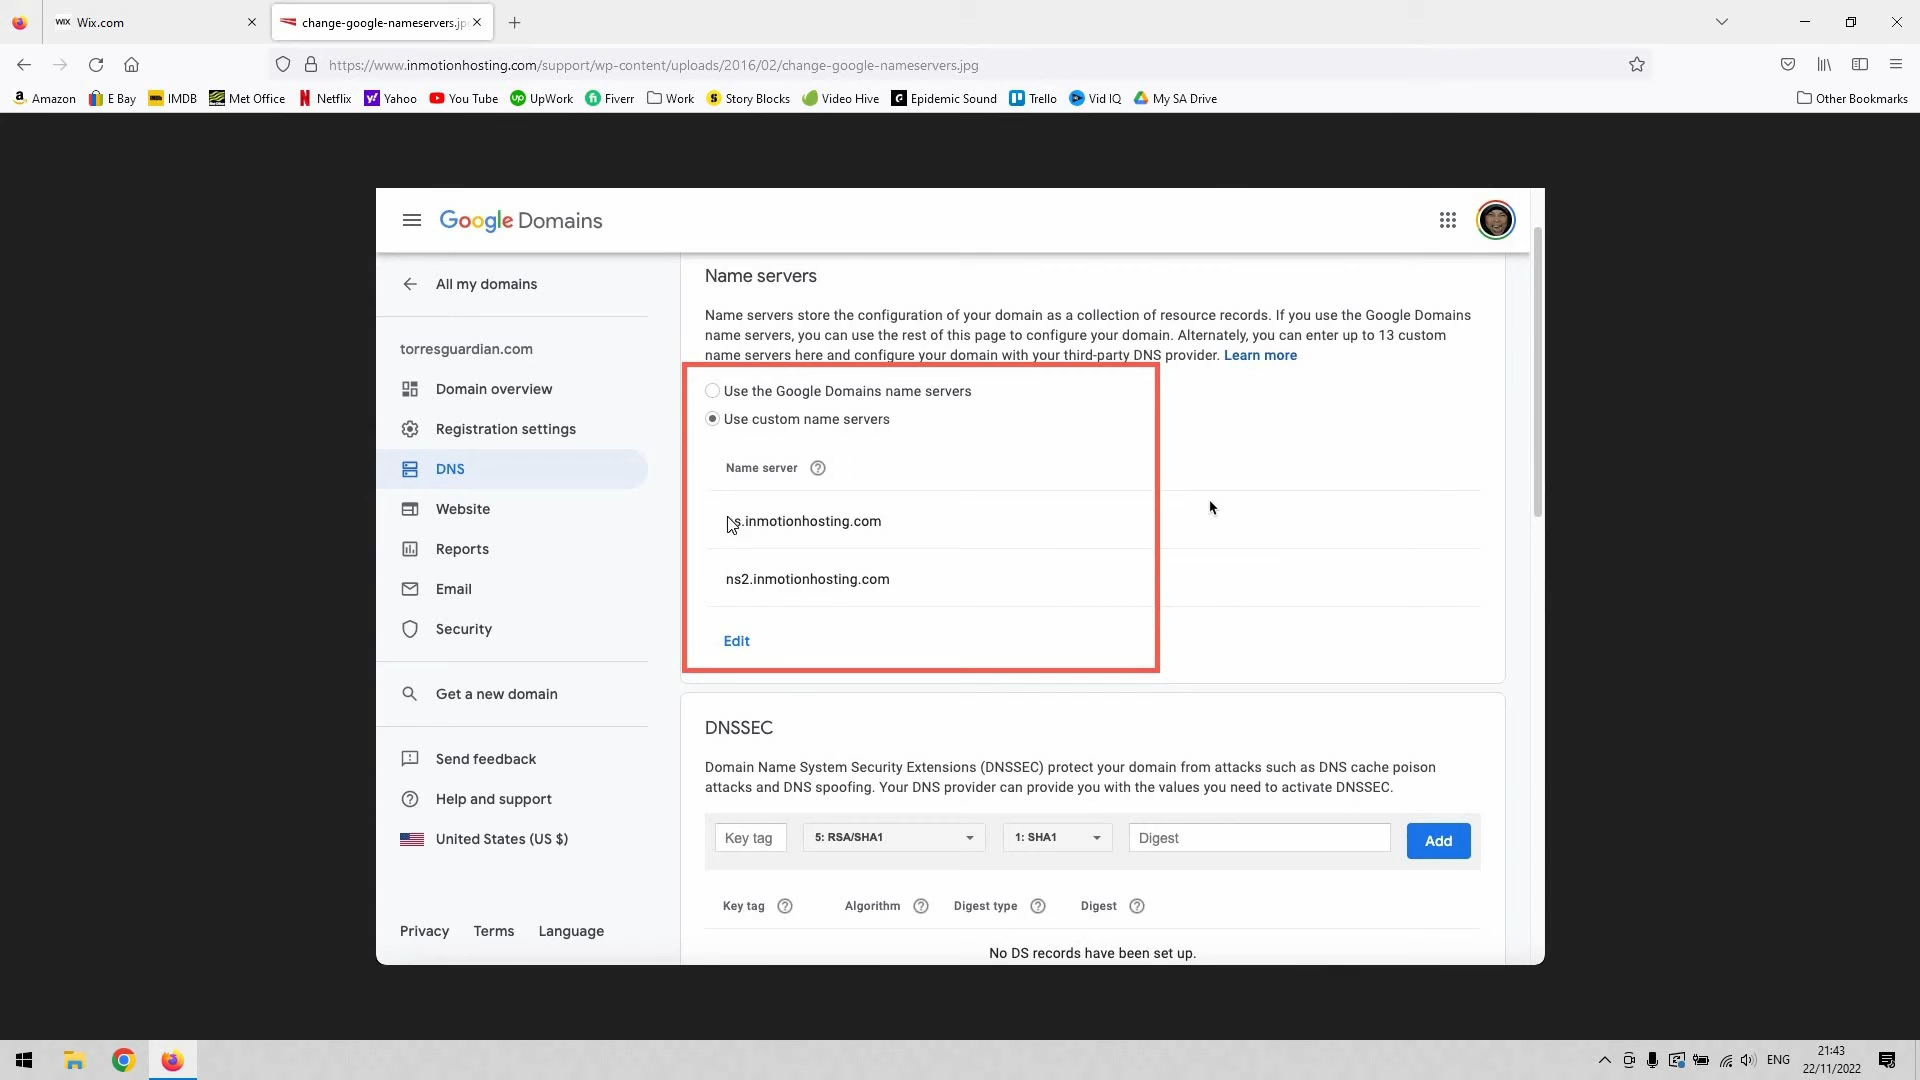 Wix.com
change-google-nameservers.jp
https://www.inmotionhosting.com/support/wp-content/uploads/2016/02/change-google-nameservers.jpg
Amazon
E Bay
IMDB
Met Office
Netflix
Yahoo
You Tube
UpWork
Fiverr
Work
Story Blocks
Video Hive
Epidemic Sound
Trello
Vid IQ
My SA Drive
Other Bookmarks
Google Domains
All my domains
torresguardian.com
Domain overview
Registration settings
DNS
Website
Reports
Email
Security
Get a new domain
Send feedback
Help and support
United States (US $)
Privacy Terms Language
Name servers
Name servers store the configuration of your domain as a collection of resource records. If you use the Google Domains
name servers, you can use the rest of this page to configure your domain. Alternately, you can enter up to 13 custom
name servers here and configure your domain with your third-party DNS provider. Learn more
Use the Google Domains name servers
Use custom name servers
Name server
s.inmotionhosting.com
ns2.inmotionhosting.com
Edit
DNSSEC
Domain Name System Security Extensions (DNSSEC) protect your domain from attacks such as DNS cache poison
attacks and DNS spoofing. Your DNS provider can provide you with the values you need to activate DNSSEC.
Key tag
5: RSA/SHA1
1: SHA1
Digest
Add
Key tag Algorithm Digest type Digest
No DS records have been set up.
ENG
21:43
22/11/2022